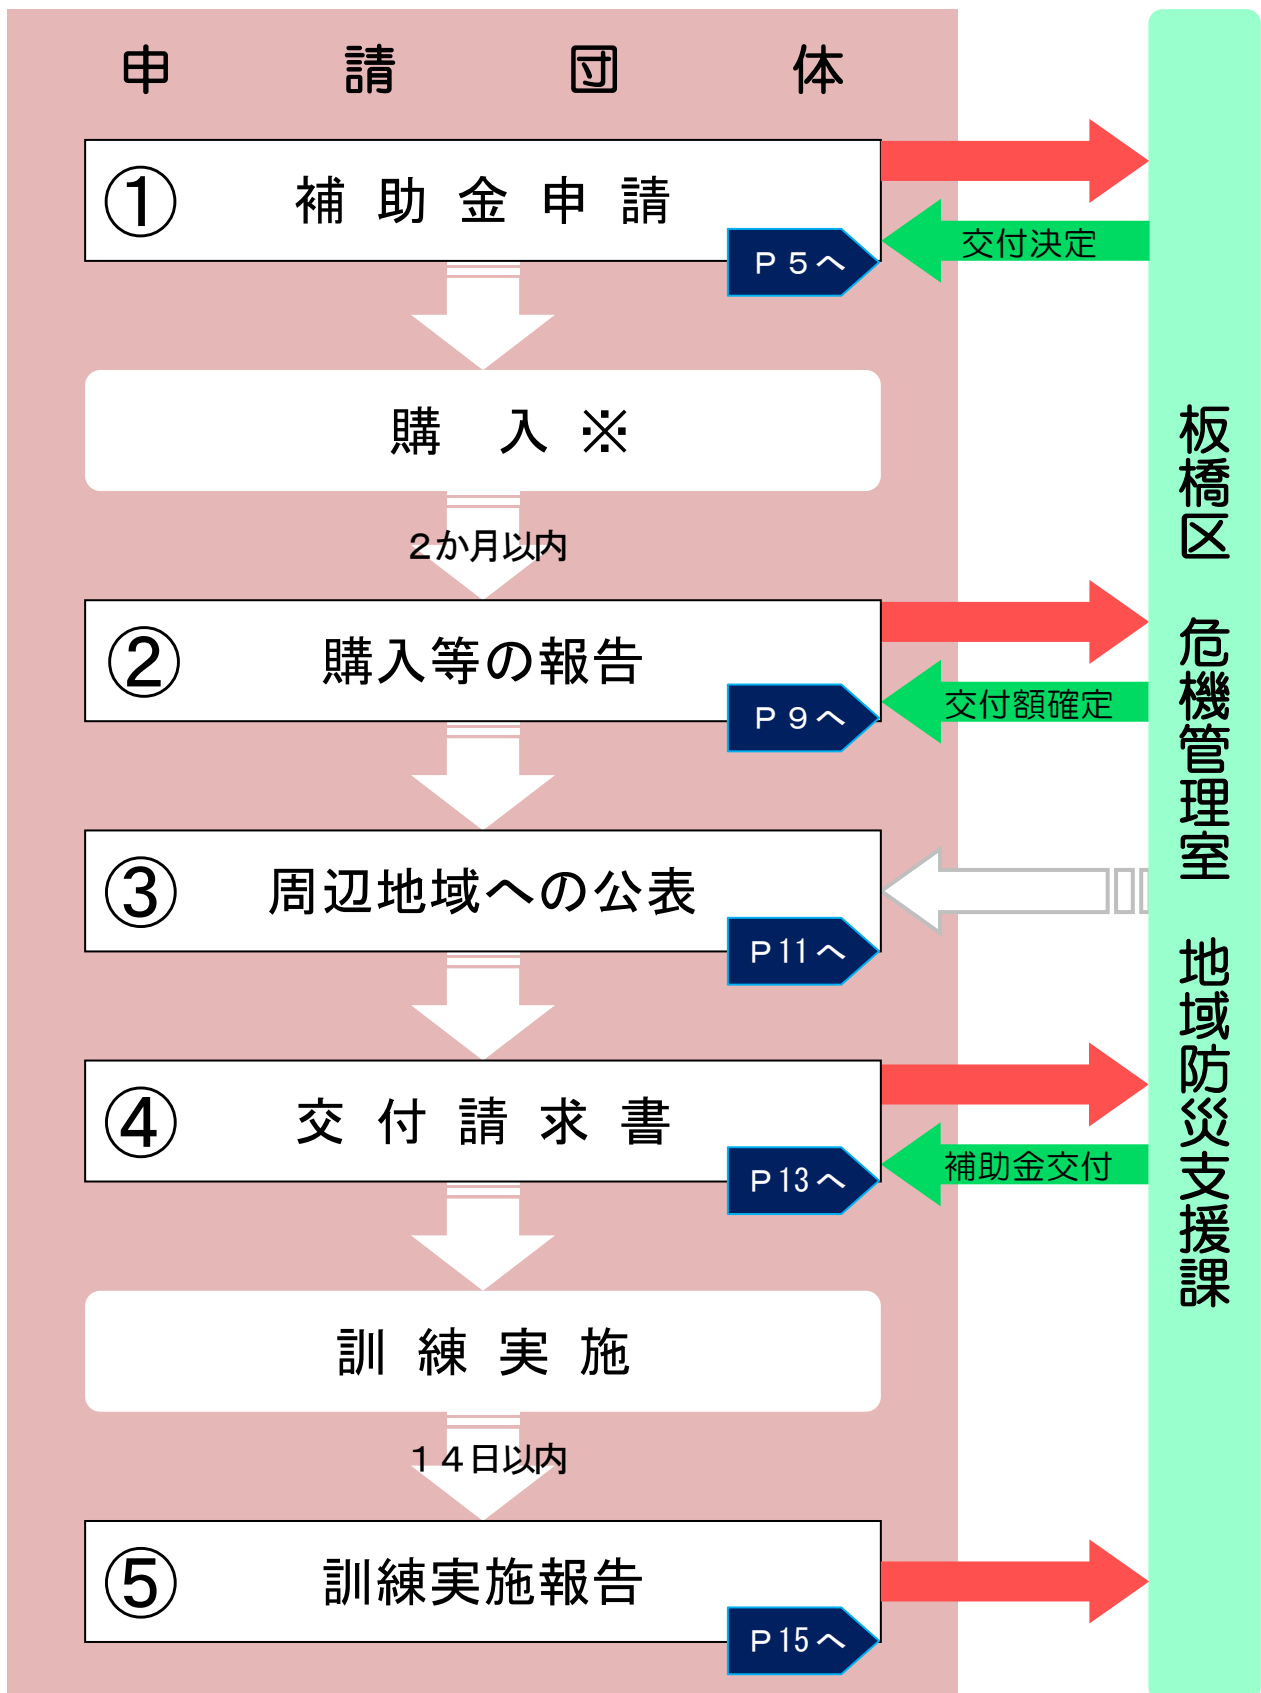 申請団体
① 補助金申請
P5へ
交付決定
購入※
2か月以内
② 購入等の報告
P9へ
交付額確定
③ 周辺地域への公表
P11へ
④ 交付請求書
P13へ
補助金交付
訓練実施
14日以内
⑤ 訓練実施報告
P15へ
板橋区 危機管理室 地域防災支援課